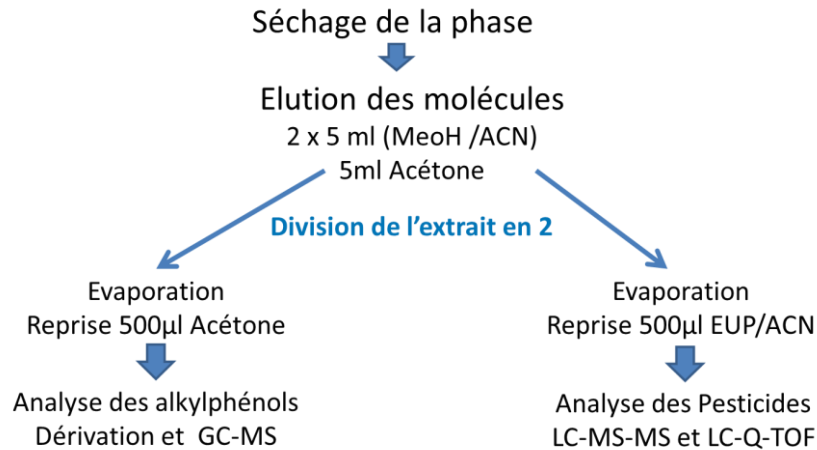 Séchage de la phase
Elution des molécules
2 x 5 ml (MeoH /ACN)
5ml Acétone
Division de l'extrait en 2
Evaporation
Reprise 500µl Acétone
Analyse des alkylphénols
Dérivation et GC-MS
Evaporation
Reprise 500µl EUP/ACN
Analyse des Pesticides
LC-MS-MS et LC-Q-TOF